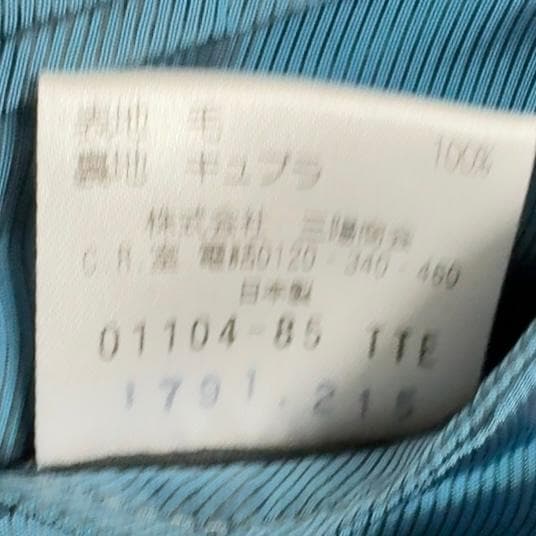 表地 毛 100%
裏地 キュプラ
株式会社 三陽商会
C.R.室 電話0120-340-460
日本製
01104-85 TTE
1791.215